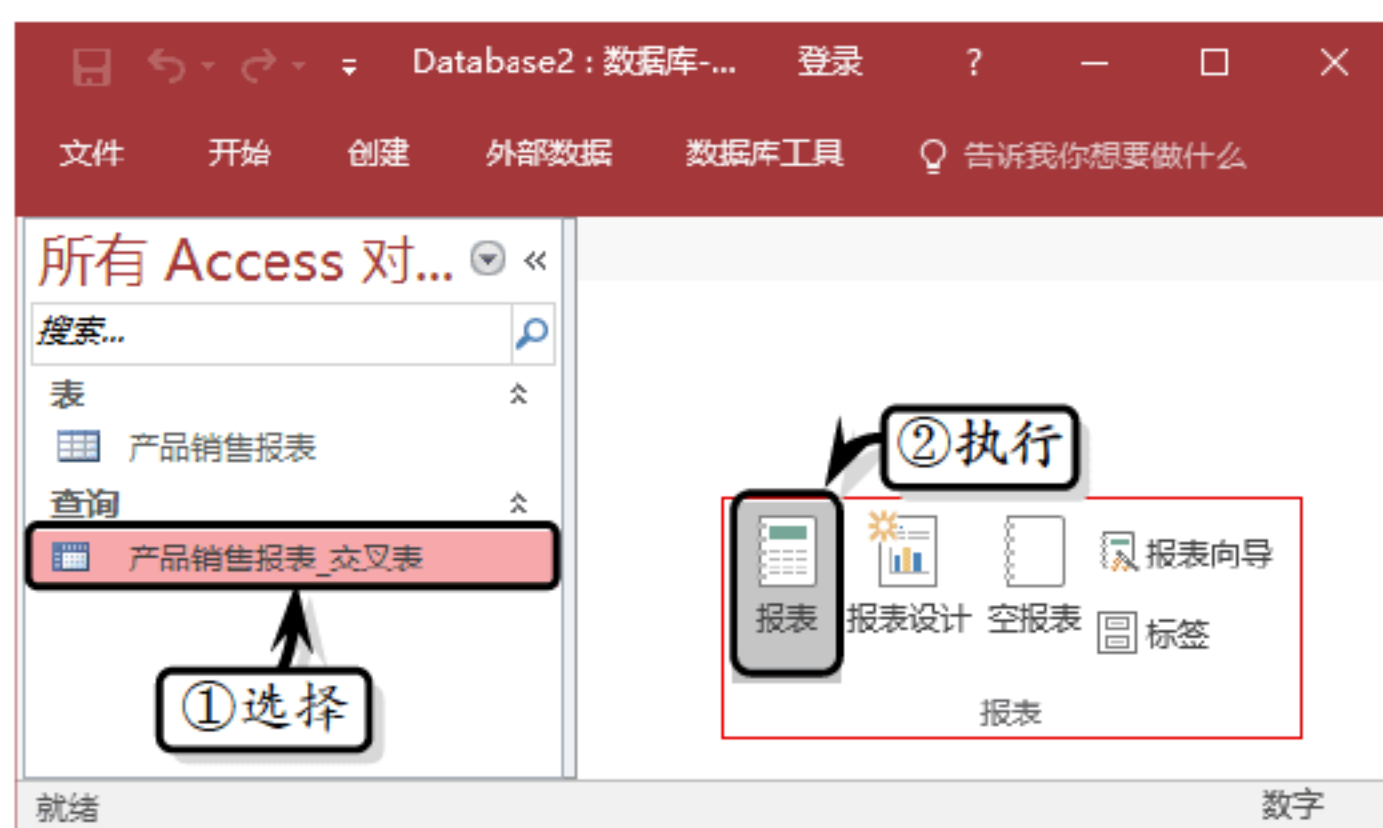 Database2 : 数据库-... 登录 ?
文件 开始 创建 外部数据 数据库工具 告诉我你想要做什么
所有 Access 对... «
搜索...
表
产品销售报表
查询
产品销售报表_交叉表
①选择
②执行
报表 报表设计 空报表 报表向导
标签
报表
就绪 数字